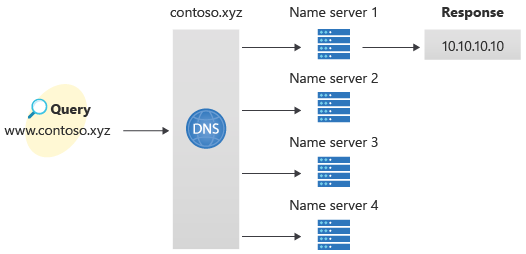 contoso.xyz
Name server 1
Response
10.10.10.10
Query
www.contoso.xyz
DNS
Name server 2
Name server 3
Name server 4